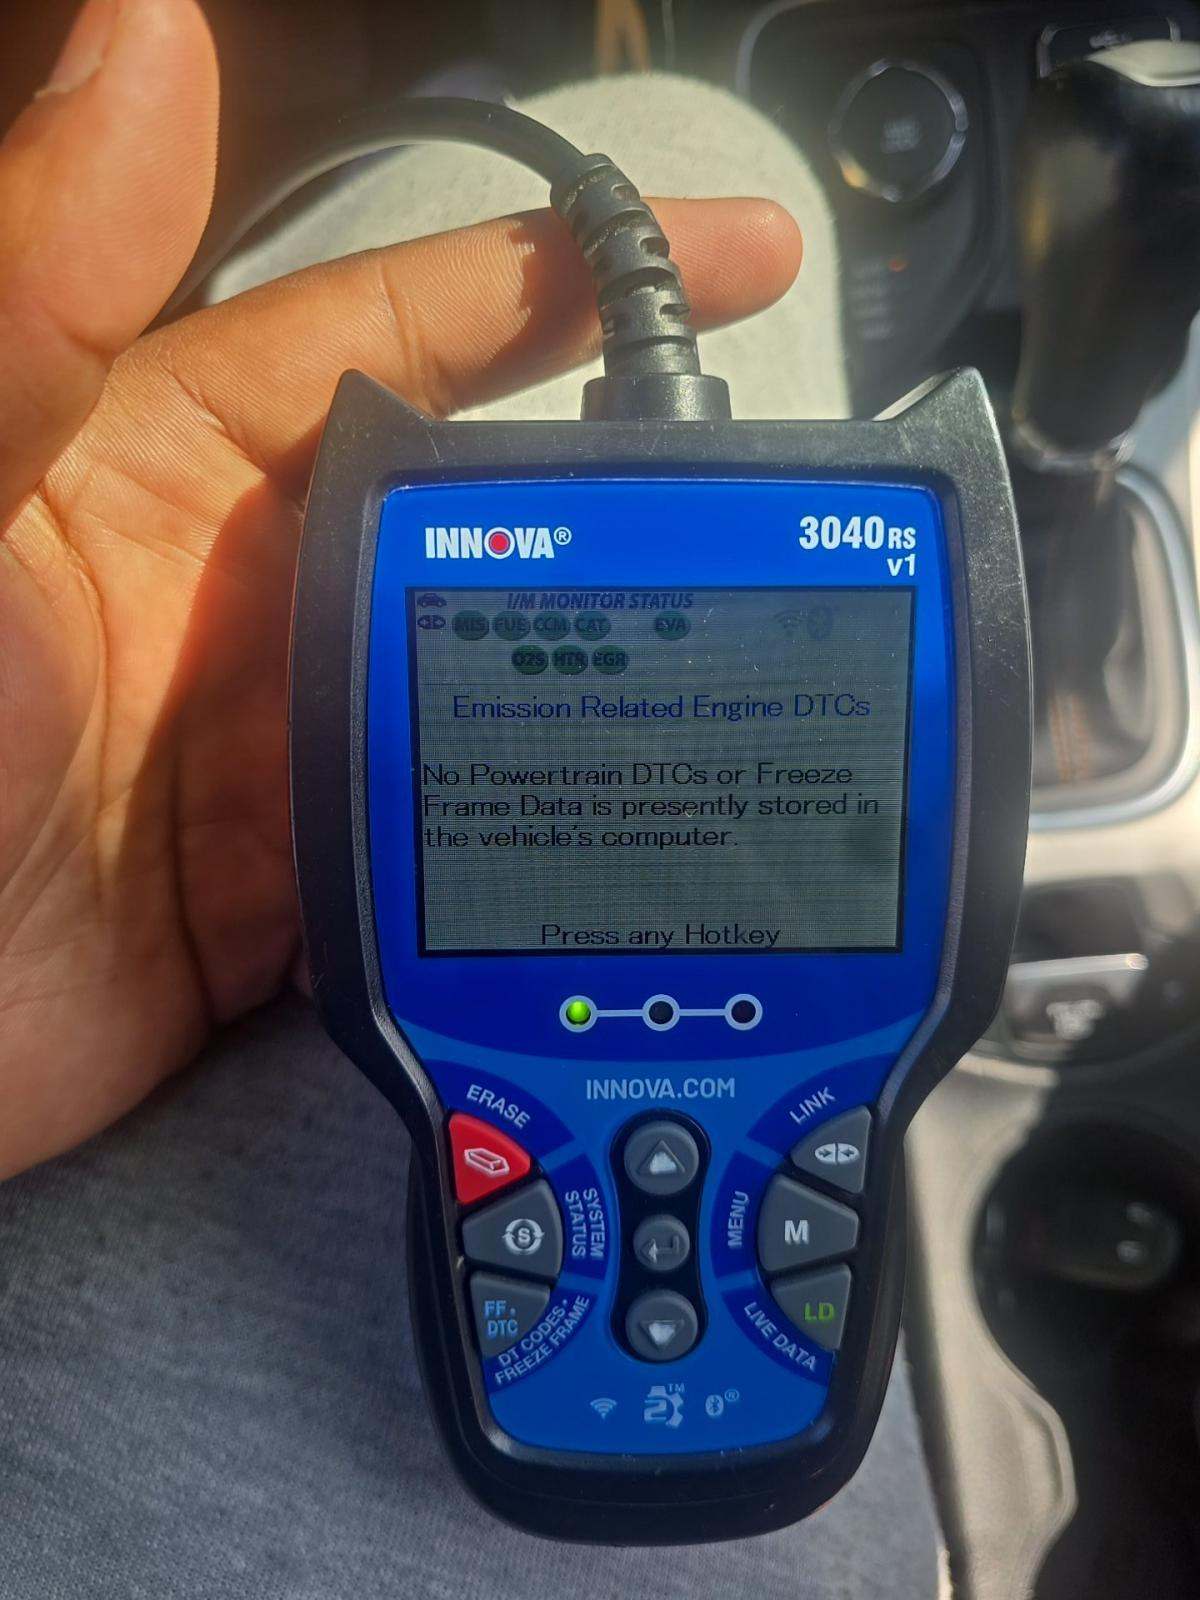 INNOVA®
3040RS
v1
I/M MONITOR STATUS
MIS FUE CCM CAT EVA
O2S HTR EGR
Emission Related Engine DTCs
No Powertrain DTCs or Freeze
Frame Data is presently stored in
the vehicle's computer.
Press any Hotkey
INNOVA.COM
ERASE
LINK
S
SYSTEM
STATUS
MENU
M
FF•
DTC
DT CODES•
FREEZE FRAME
LIVE DATA
LD
2™
®